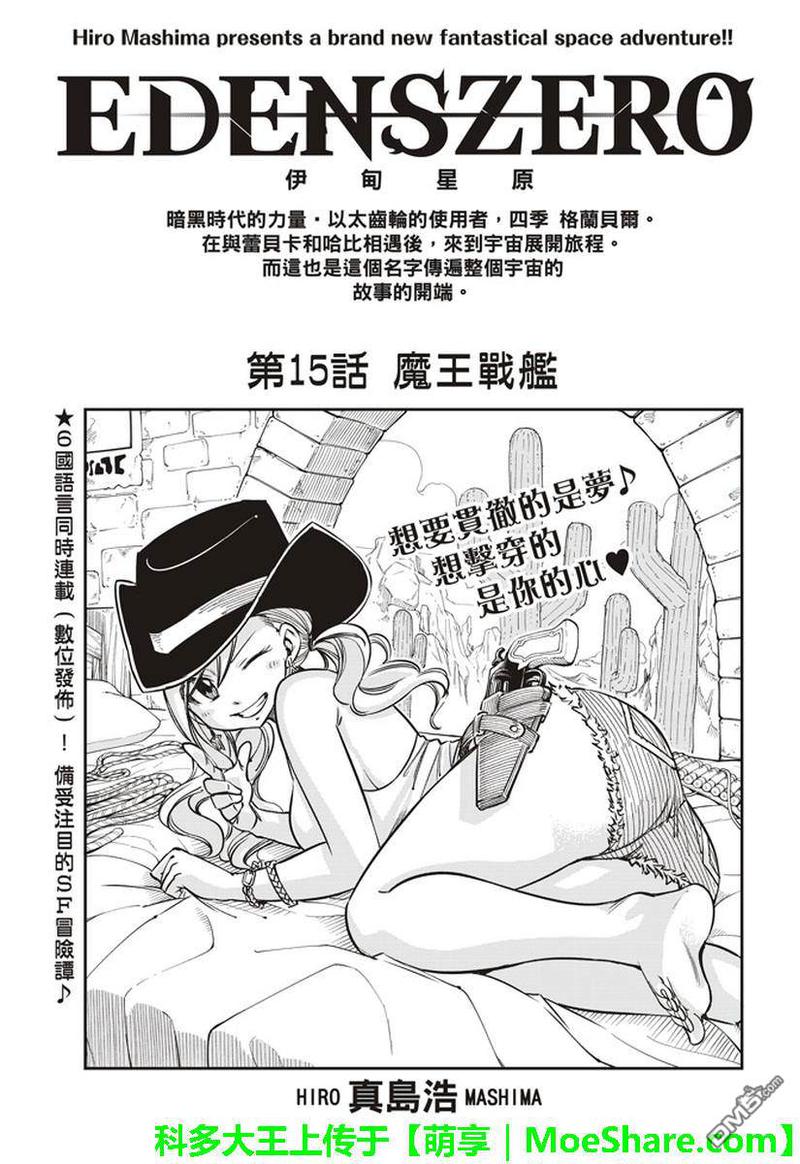 Hiro Mashima presents a brand new fantastical space adventure!!
EDENSZERO
伊甸星原
暗黑時代的力量・以太齒輪的使用者，四季 格蘭貝爾。
在與蕾貝卡和哈比相遇後，來到宇宙展開旅程。
而這也是這個名字傳遍整個宇宙的
故事的開端。
第15話 魔王戰艦
★6國語言同時連載（數位發佈）！ 備受注目的SF冒險譚♪
想要貫徹的是夢♪
想擊穿的
是你的心♥
HIRO 真島浩 MASHIMA
DM5.com
科多大王上传于【萌享｜MoeShare.com】